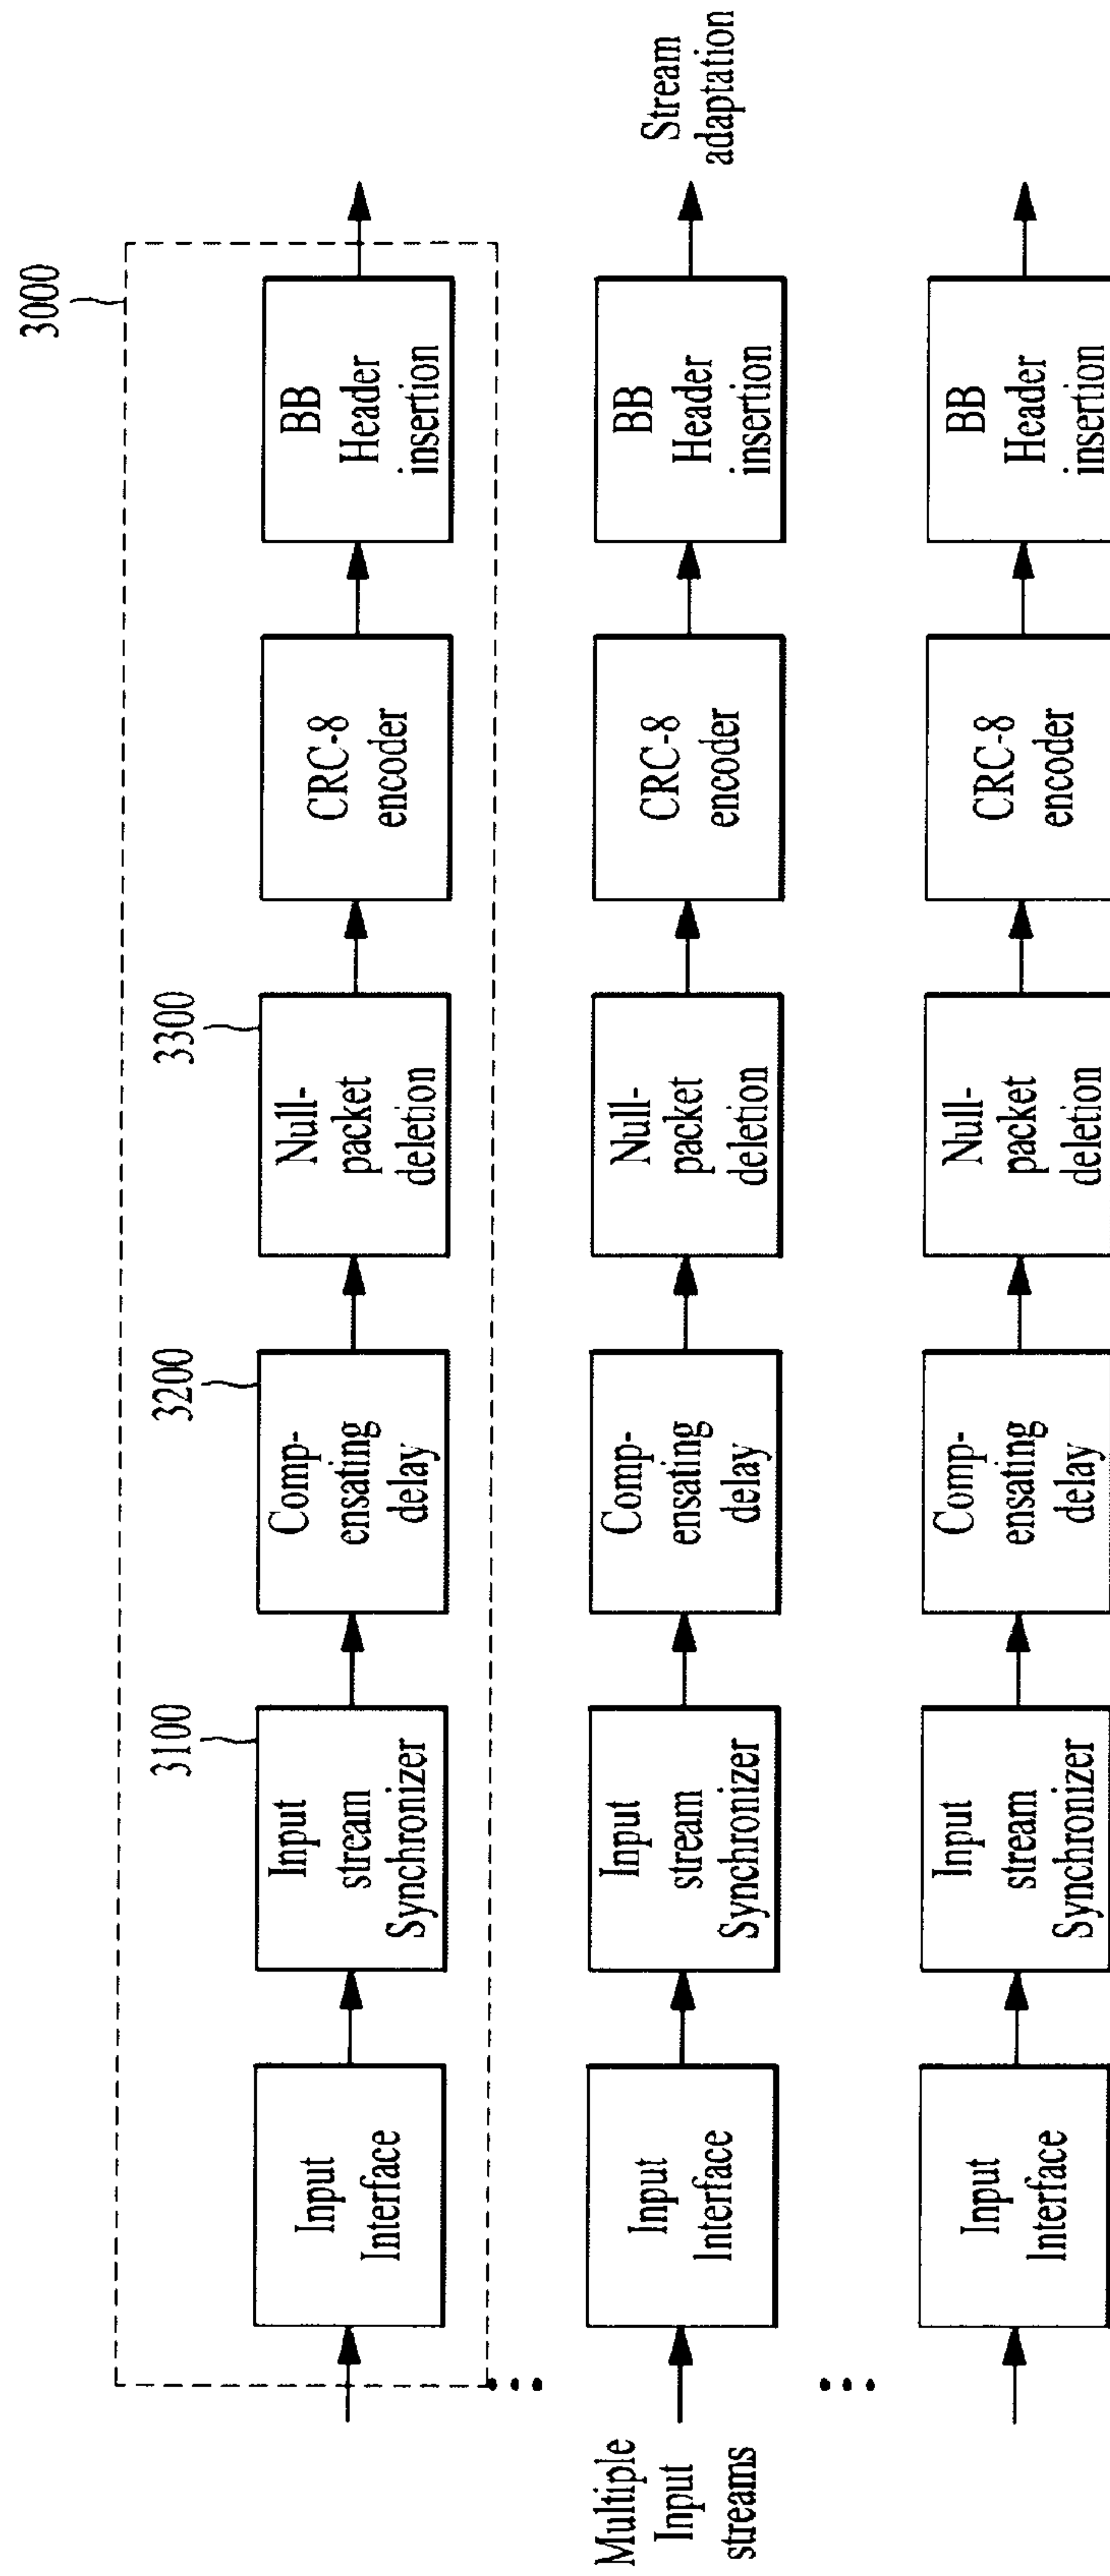 3000
3100
3200
3300
Input
Interface
Input
stream
Synchronizer
Comp-
ensating
delay
Null-
packet
deletion
CRC-8
encoder
BB
Header
insertion
...
Multiple
Input
streams
Input
Interface
Input
stream
Synchronizer
Comp-
ensating
delay
Null-
packet
deletion
CRC-8
encoder
BB
Header
insertion
Stream
adaptation
...
Input
Interface
Input
stream
Synchronizer
Comp-
ensating
delay
Null-
packet
deletion
CRC-8
encoder
BB
Header
insertion